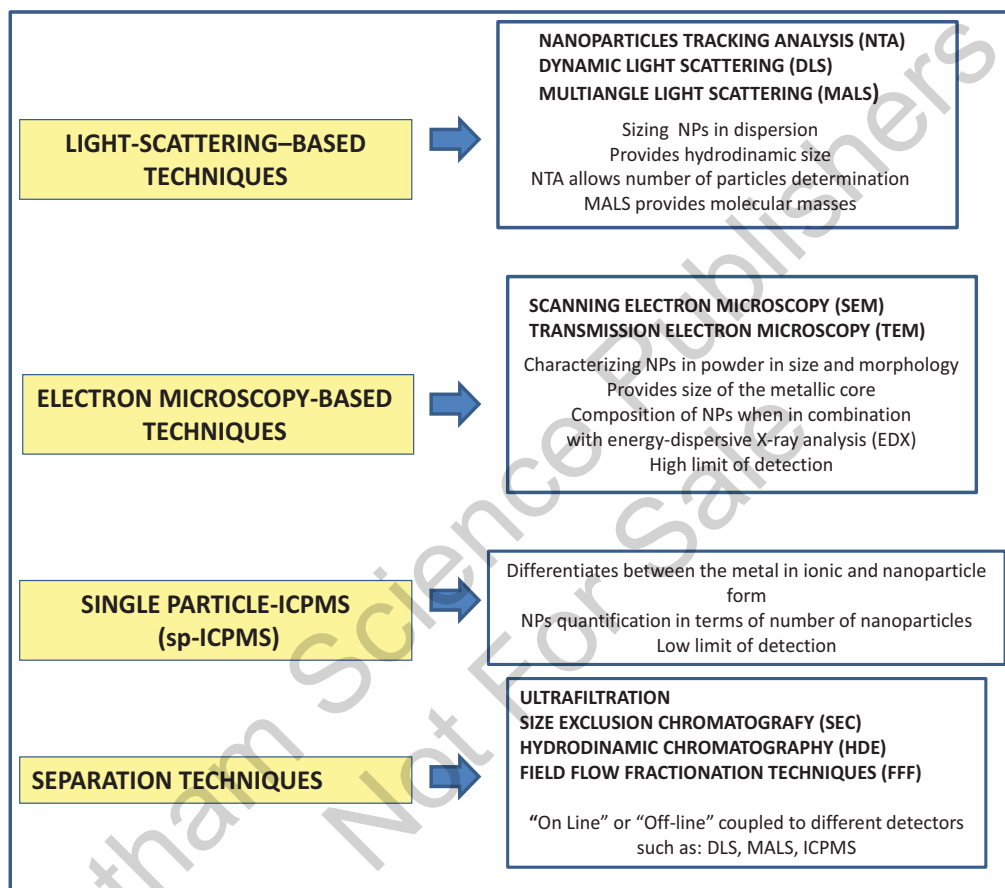 NANOPARTICLES TRACKING ANALYSIS (NTA)
DYNAMIC LIGHT SCATTERING (DLS)
MULTIANGLE LIGHT SCATTERING (MALS)
LIGHT-SCATTERING–BASED
TECHNIQUES
Sizing NPs in dispersion
Provides hydrodinamic size
NTA allows number of particles determination
MALS provides molecular masses
SCANNING ELECTRON MICROSCOPY (SEM)
TRANSMISSION ELECTRON MICROSCOPY (TEM)
ELECTRON MICROSCOPY-BASED
TECHNIQUES
Characterizing NPs in powder in size and morphology
Provides size of the metallic core
Composition of NPs when in combination
with energy-dispersive X-ray analysis (EDX)
High limit of detection
SINGLE PARTICLE-ICPMS
(sp-ICPMS)
Differentiates between the metal in ionic and nanoparticle
form
NPs quantification in terms of number of nanoparticles
Low limit of detection
SEPARATION TECHNIQUES
ULTRAFILTRATION
SIZE EXCLUSION CHROMATOGRAFY (SEC)
HYDRODINAMIC CHROMATOGRAPHY (HDE)
FIELD FLOW FRACTIONATION TECHNIQUES (FFF)
“On Line” or “Off-line” coupled to different detectors
such as: DLS, MALS, ICPMS
tham Science Publishers
Not For Sale